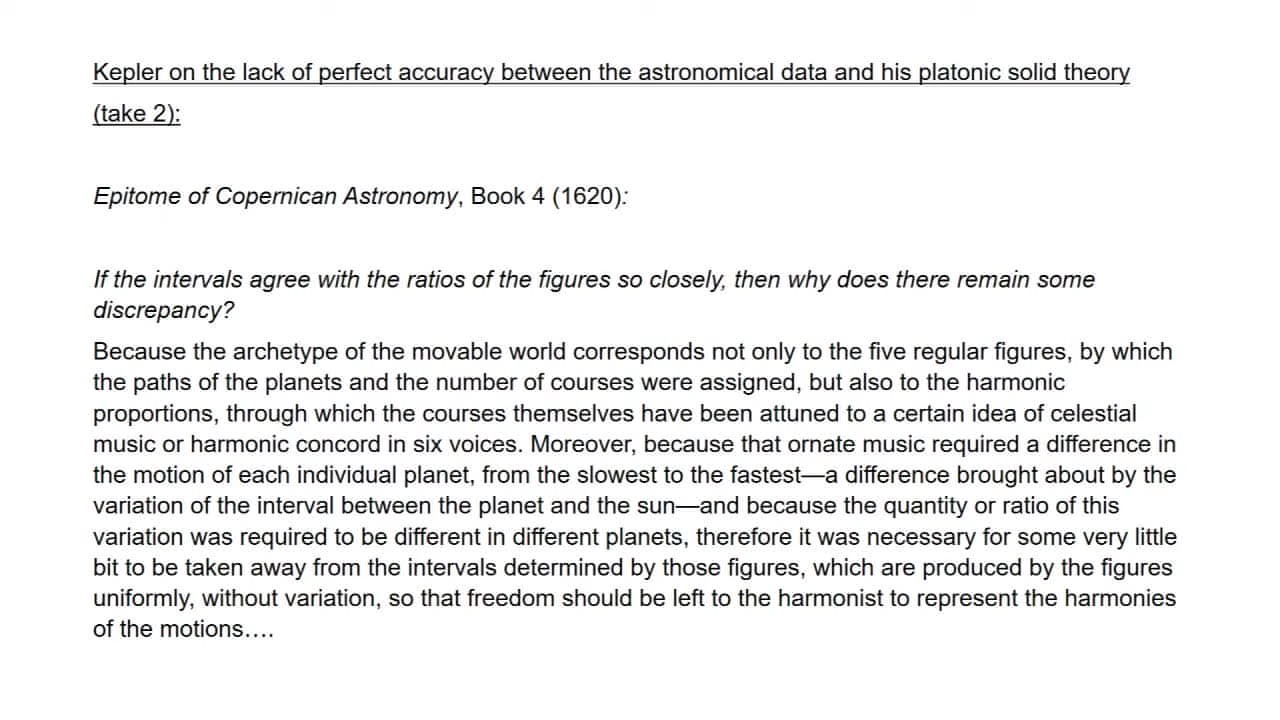 Kepler on the lack of perfect accuracy between the astronomical data and his platonic solid theory
(take 2):
Epitome of Copernican Astronomy, Book 4 (1620):
If the intervals agree with the ratios of the figures so closely, then why does there remain some
discrepancy?
Because the archetype of the movable world corresponds not only to the five regular figures, by which
the paths of the planets and the number of courses were assigned, but also to the harmonic
proportions, through which the courses themselves have been attuned to a certain idea of celestial
music or harmonic concord in six voices. Moreover, because that ornate music required a difference in
the motion of each individual planet, from the slowest to the fastest—a difference brought about by the
variation of the interval between the planet and the sun—and because the quantity or ratio of this
variation was required to be different in different planets, therefore it was necessary for some very little
bit to be taken away from the intervals determined by those figures, which are produced by the figures
uniformly, without variation, so that freedom should be left to the harmonist to represent the harmonies
of the motions….